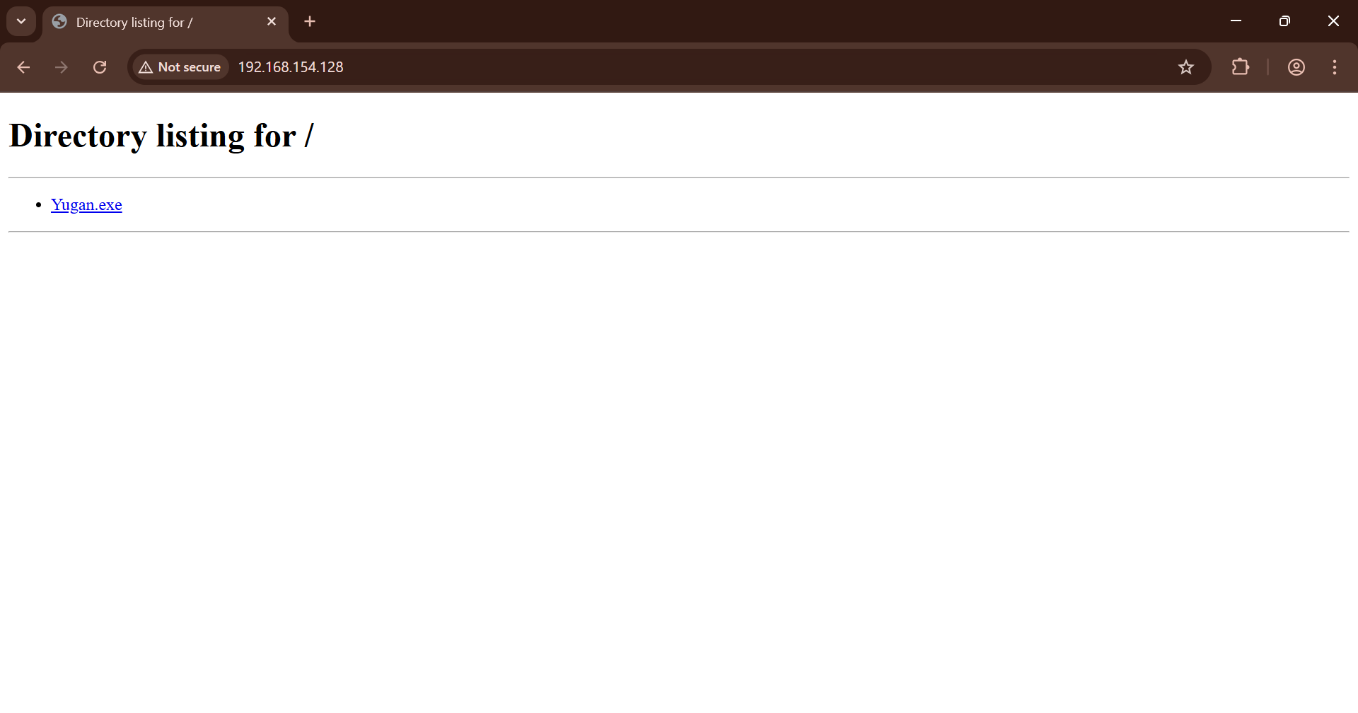 Directory listing for /
Not secure
192.168.154.128
Directory listing for /
Yugan.exe